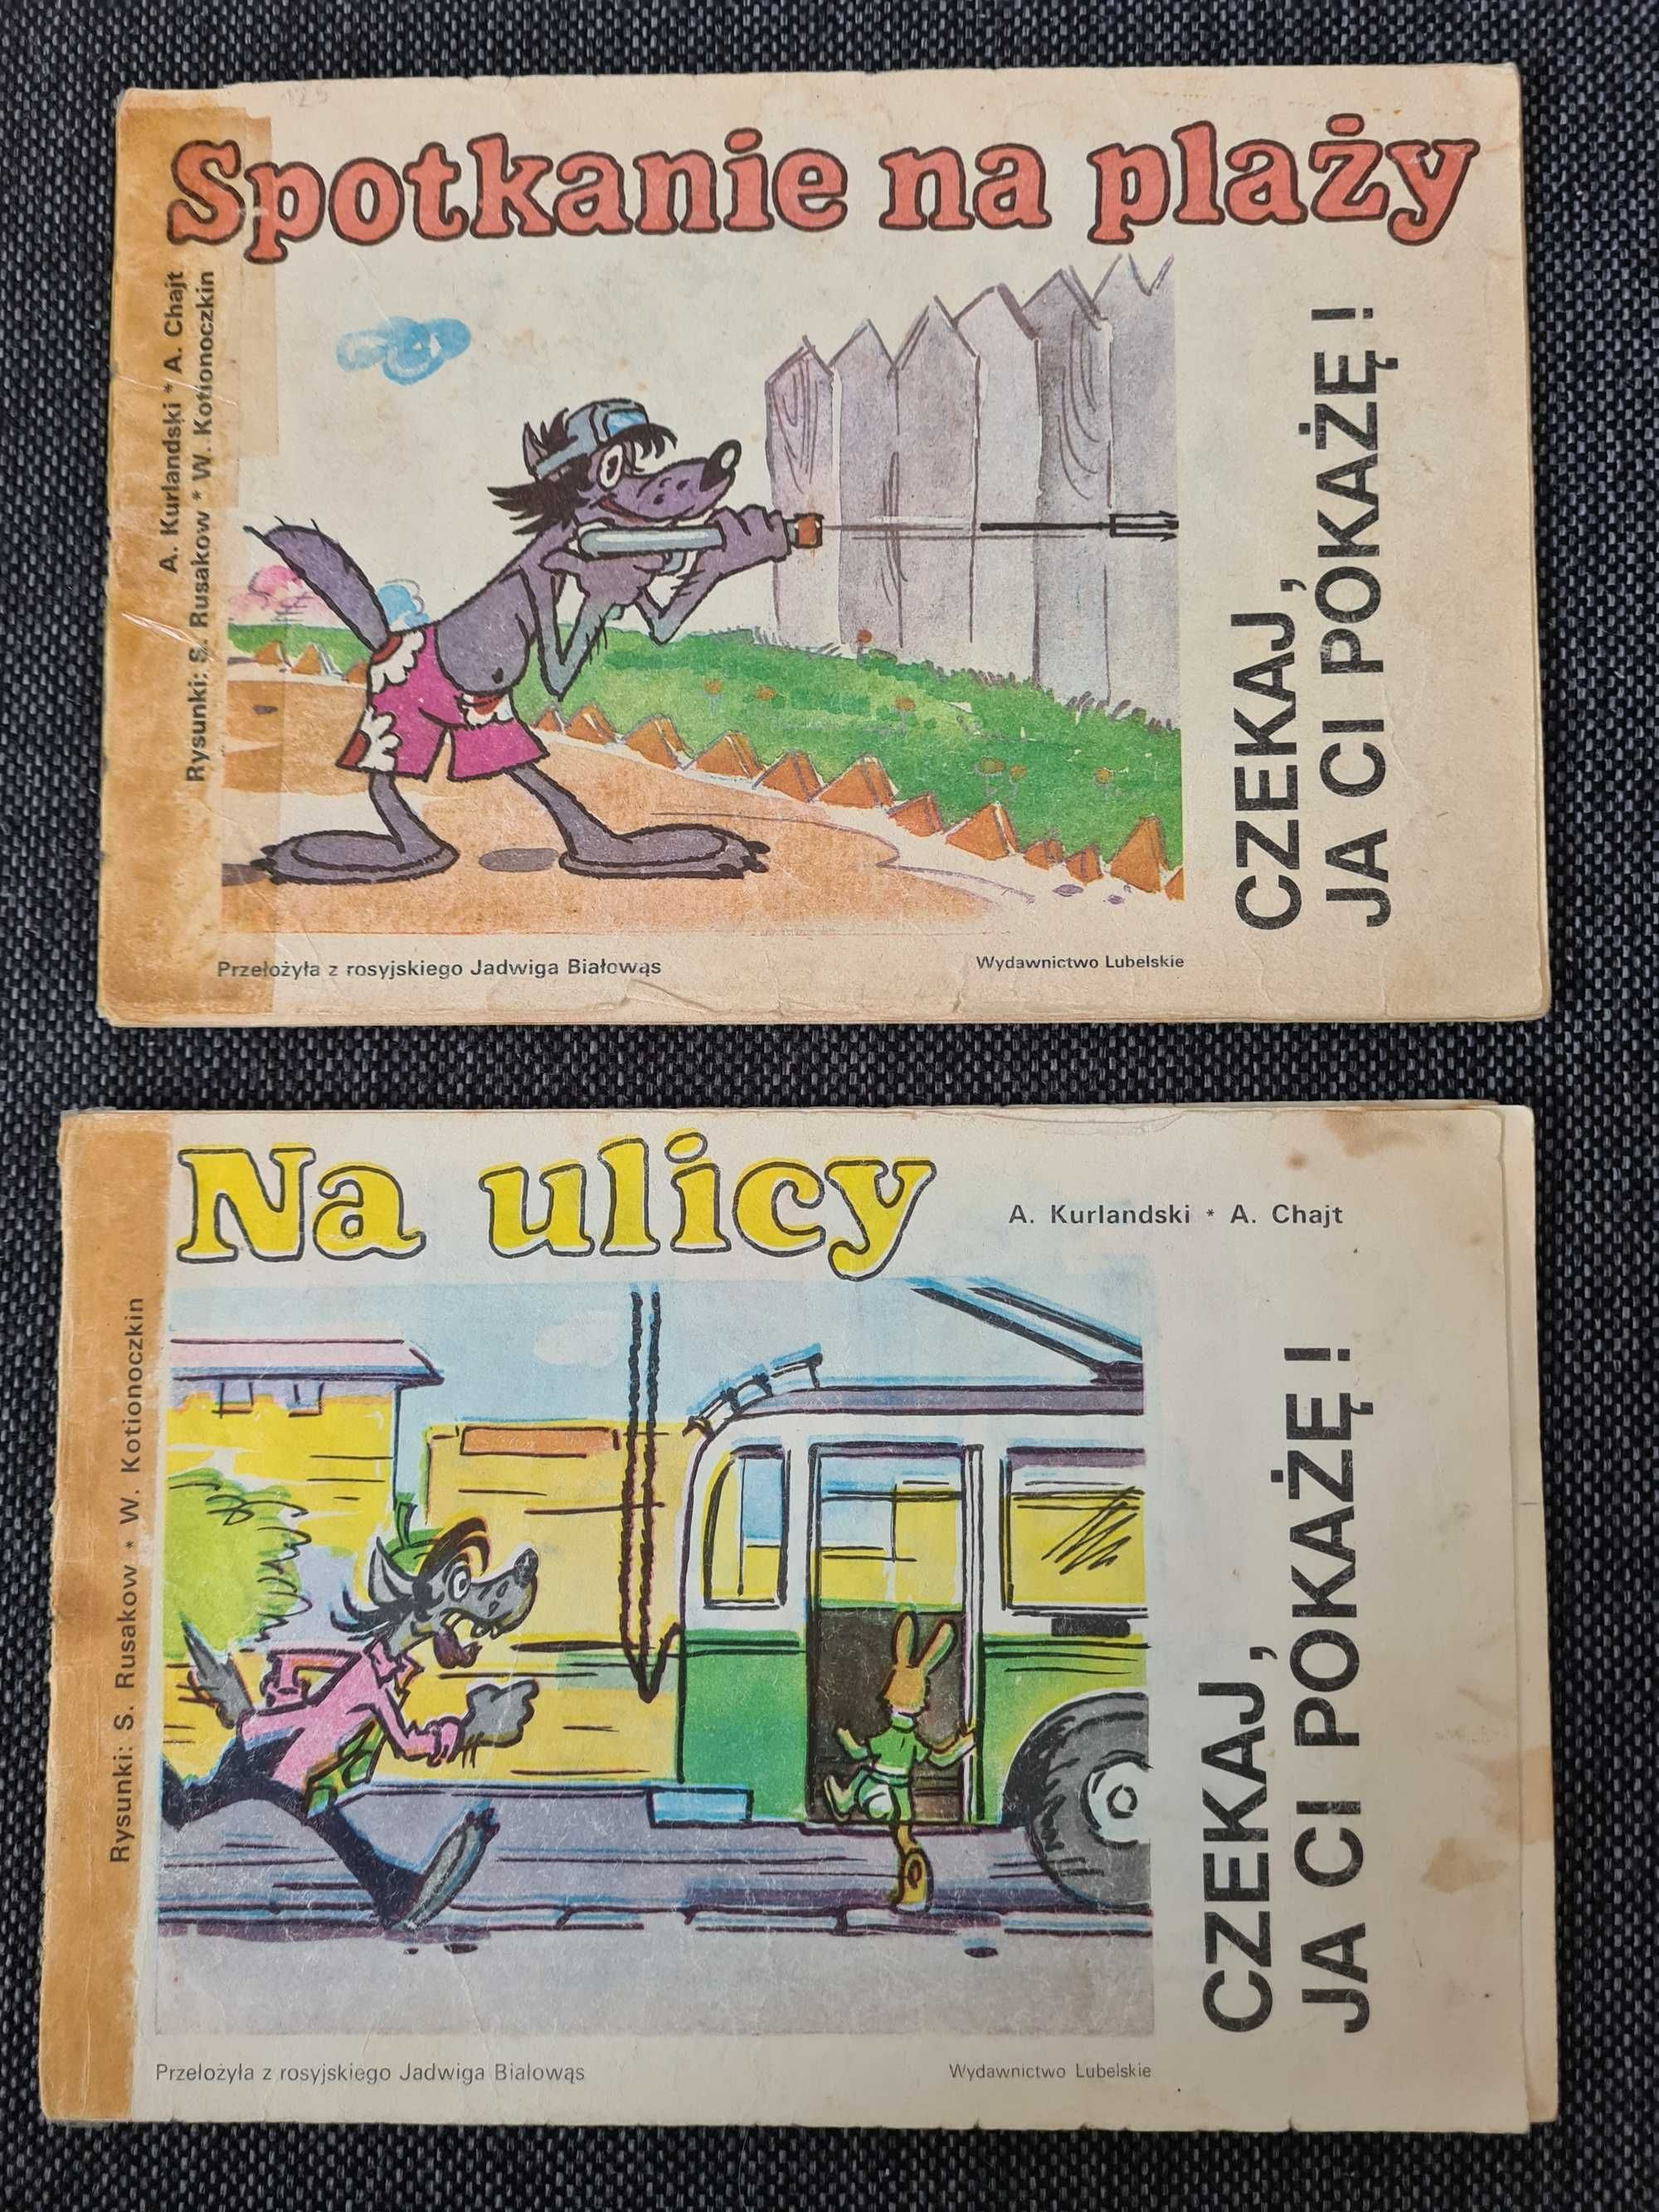 Spotkanie na plaży
A. Kurlandski * A. Chajt
Rysunki: S. Rusakow * W. Kotionoczkin
CZEKAJ,
JA CI POKAŻĘ!
Przełożyła z rosyjskiego Jadwiga Białowąs
Wydawnictwo Lubelskie
Na ulicy
A. Kurlandski * A. Chajt
Rysunki: S. Rusakow * W. Kotionoczkin
CZEKAJ,
JA CI POKAŻĘ!
Przełożyła z rosyjskiego Jadwiga Białowąs
Wydawnictwo Lubelskie